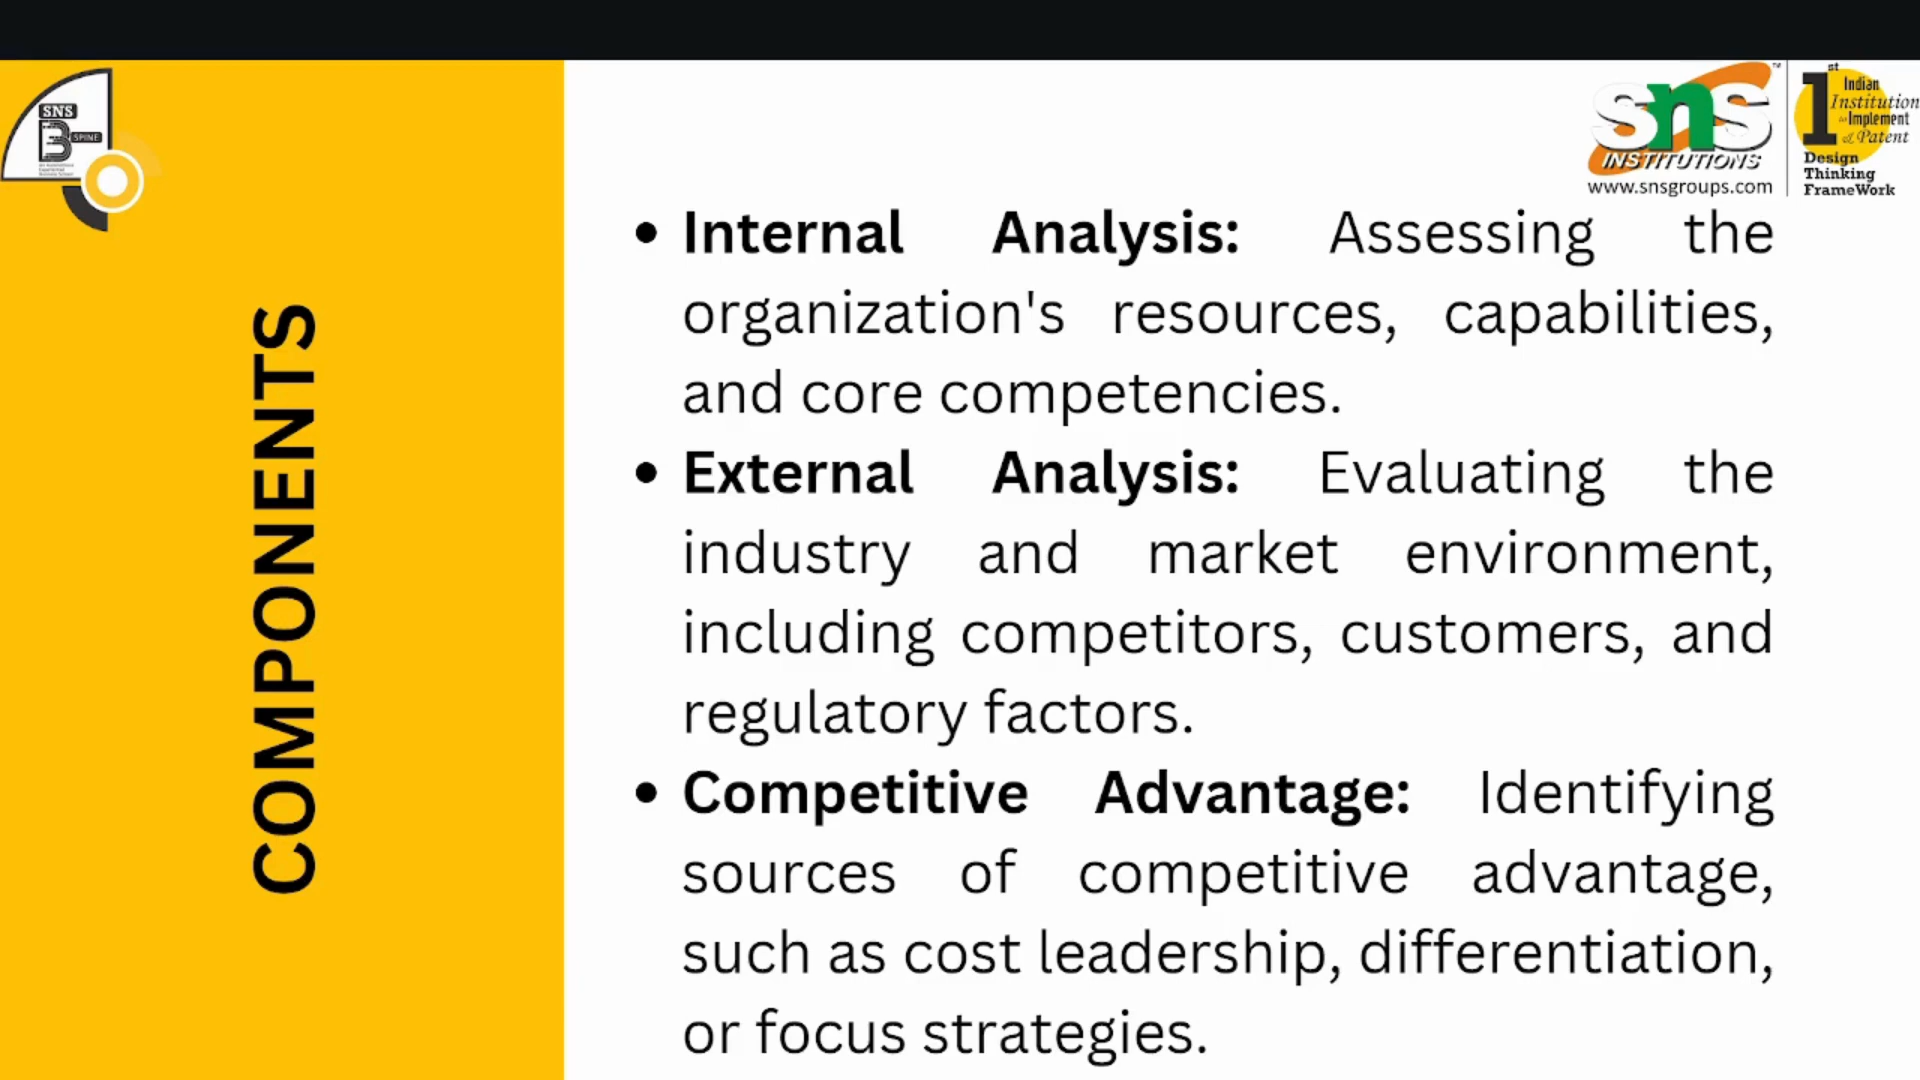 SNS
B
SPINE
sns
INSTITUTIONS
www.snsgroups.com
1st
Indian
Institution
to Implement
& Patent
Design
Thinking
FrameWork
COMPONENTS
• Internal Analysis: Assessing the
organization's resources, capabilities,
and core competencies.
• External Analysis: Evaluating the
industry and market environment,
including competitors, customers, and
regulatory factors.
• Competitive Advantage: Identifying
sources of competitive advantage,
such as cost leadership, differentiation,
or focus strategies.